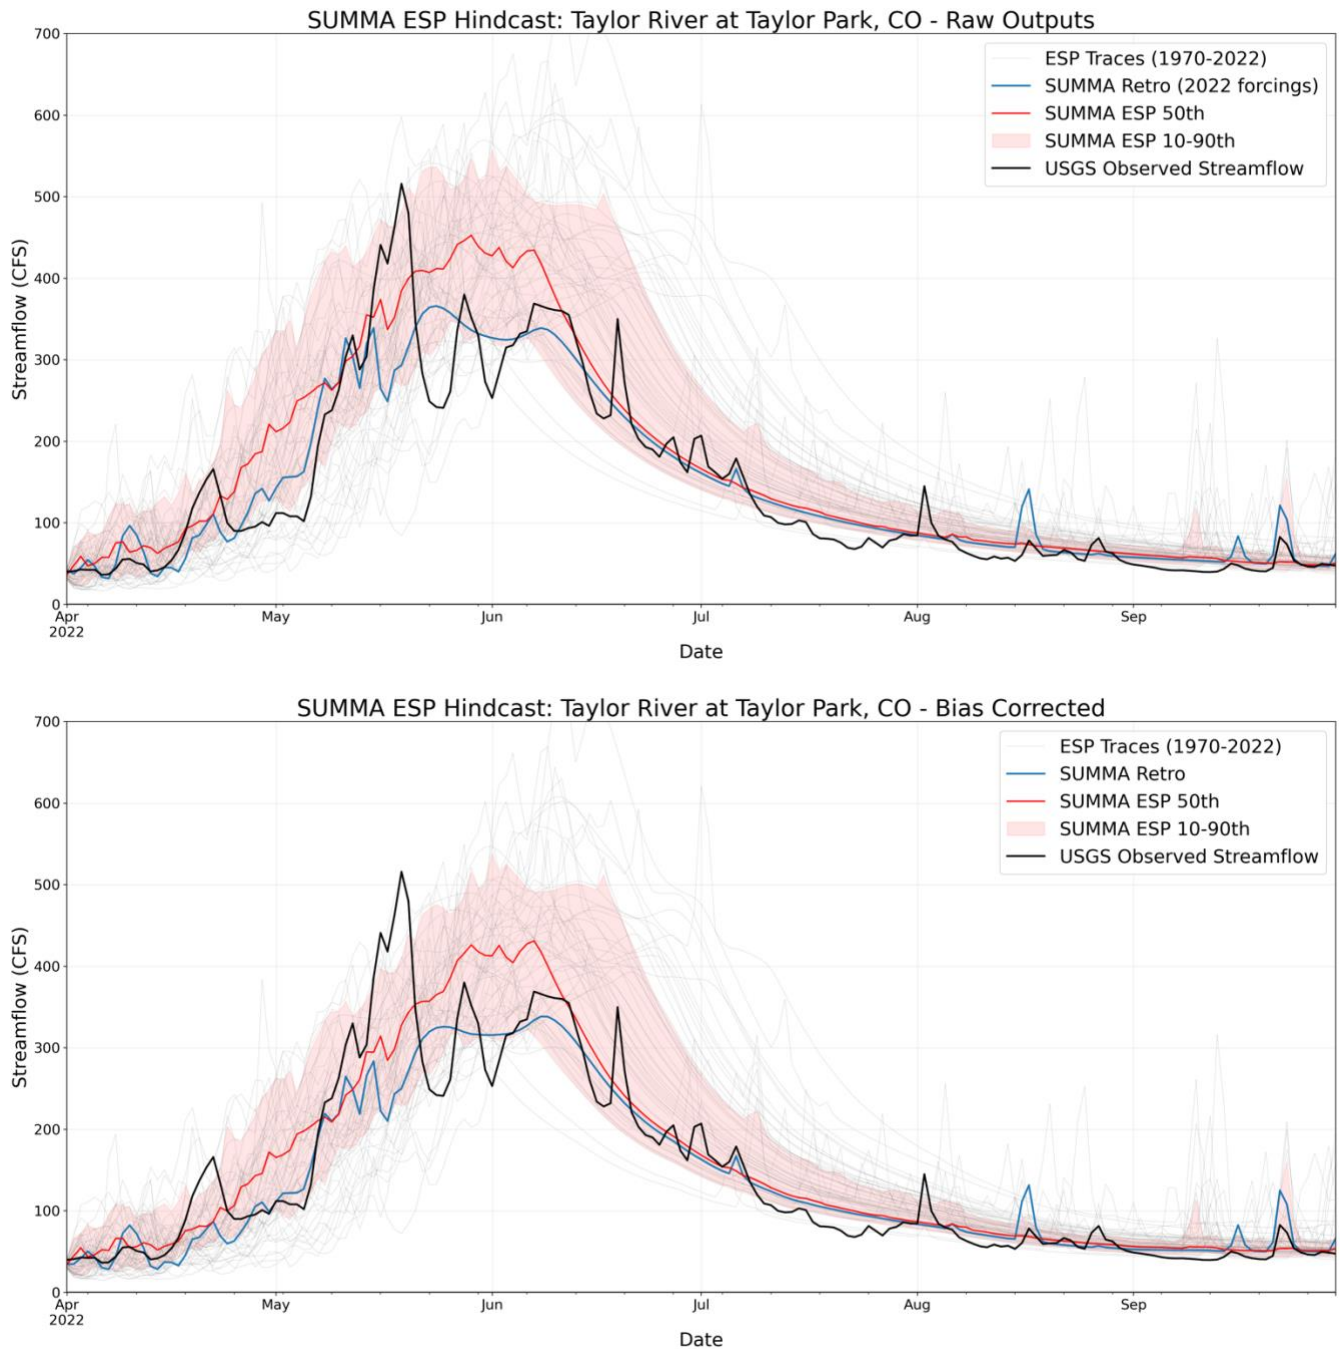 SUMMA ESP Hindcast: Taylor River at Taylor Park, CO - Raw Outputs
700
600
500
400
300
200
100
0
Streamflow (CFS)
ESP Traces (1970-2022)
SUMMA Retro (2022 forcings)
SUMMA ESP 50th
SUMMA ESP 10-90th
USGS Observed Streamflow
Apr
2022
May
Jun
Jul
Aug
Sep
Date
SUMMA ESP Hindcast: Taylor River at Taylor Park, CO - Bias Corrected
700
600
500
400
300
200
100
0
Streamflow (CFS)
ESP Traces (1970-2022)
SUMMA Retro
SUMMA ESP 50th
SUMMA ESP 10-90th
USGS Observed Streamflow
Apr
2022
May
Jun
Jul
Aug
Sep
Date